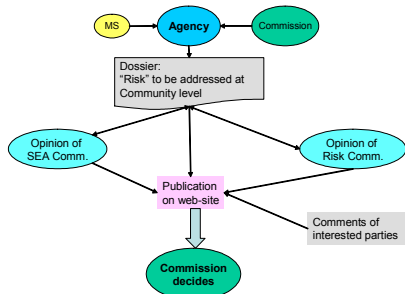 MS
Agency
Commission
Dossier:
“Risk” to be addressed at
Community level
Opinion of
SEA Comm.
Opinion of
Risk Comm.
Publication
on web-site
Comments of
interested parties
Commission
decides